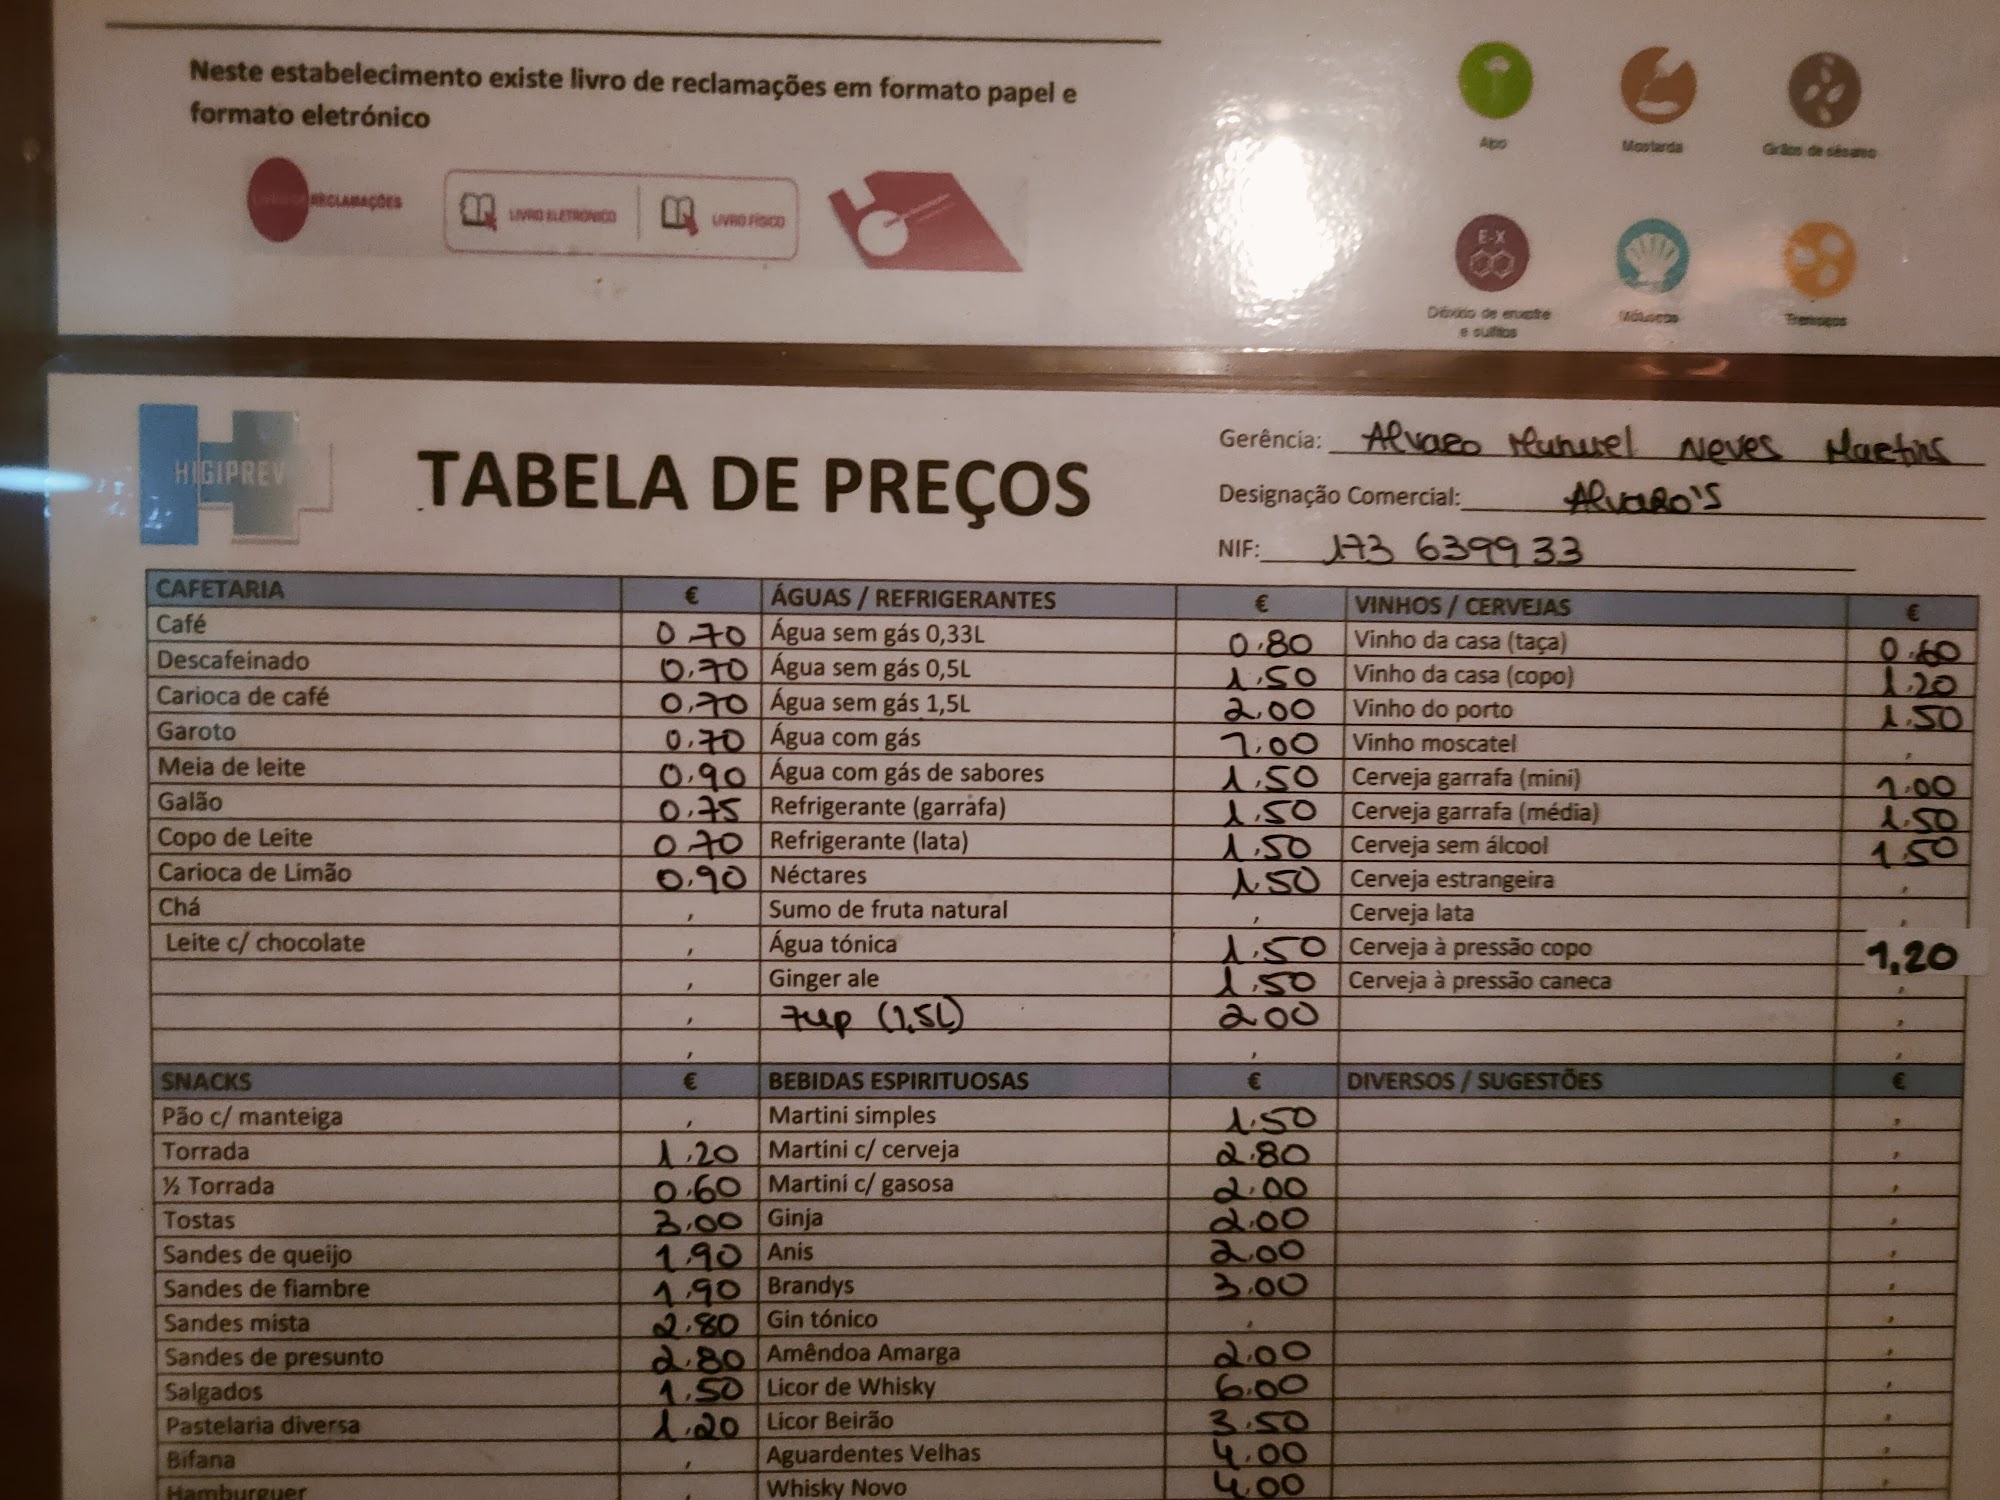 Neste estabelecimento existe livro de reclamações em formato papel e
formato eletrónico
RECLAMAÇÕES
LIVRO ELETRÓNICO
LIVRO FÍSICO
Aipo
Mostarda
Grãos de sésamo
E-X
Dióxido de enxofre
e sulfitos
Moluscos
Tremoços
HIGIPREV
TABELA DE PREÇOS
Gerência: Alvaro Manuel Neves Martins
Designação Comercial: Alvaro's
NIF: 173 639933
CAFETARIA € ÁGUAS / REFRIGERANTES € VINHOS / CERVEJAS €
Café 0.70 Água sem gás 0,33L 0.80 Vinho da casa (taça) 0.60
Descafeinado 0.70 Água sem gás 0,5L 1.50 Vinho da casa (copo) 1.20
Carioca de café 0.70 Água sem gás 1,5L 2.00 Vinho do porto 1.50
Garoto 0.70 Água com gás 1.00 Vinho moscatel ,
Meia de leite 0.90 Água com gás de sabores 1.50 Cerveja garrafa (mini) 1.00
Galão 0.75 Refrigerante (garrafa) 1.50 Cerveja garrafa (média) 1.50
Copo de Leite 0.70 Refrigerante (lata) 1.50 Cerveja sem álcool 1.50
Carioca de Limão 0.90 Néctares 1.50 Cerveja estrangeira ,
Chá , Sumo de fruta natural , Cerveja lata ,
Leite c/ chocolate , Água tónica 1.50 Cerveja à pressão copo 1,20
, Ginger ale 1.50 Cerveja à pressão caneca ,
, 7up (1,5L) 2.00 ,
, , ,
SNACKS € BEBIDAS ESPIRITUOSAS € DIVERSOS / SUGESTÕES €
Pão c/ manteiga , Martini simples 1.50 ,
Torrada 1.20 Martini c/ cerveja 2.80 ,
½ Torrada 0.60 Martini c/ gasosa 2.00 ,
Tostas 3.00 Ginja 2.00 ,
Sandes de queijo 1.90 Anis 2.00 ,
Sandes de fiambre 1.90 Brandys 3.00 ,
Sandes mista 2.80 Gin tónico , ,
Sandes de presunto 2.80 Amêndoa Amarga 2.00 ,
Salgados 1.50 Licor de Whisky 6.00 ,
Pastelaria diversa 1.20 Licor Beirão 3.50 ,
Bifana , Aguardentes Velhas 4.00 ,
Hamburguer , Whisky Novo 4.00 ,